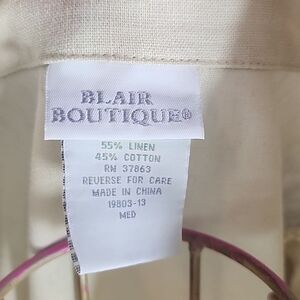 BLAIR
BOUTIQUE®
55% LINEN
45% COTTON
RN 37863
REVERSE FOR CARE
MADE IN CHINA
19803-13
MED